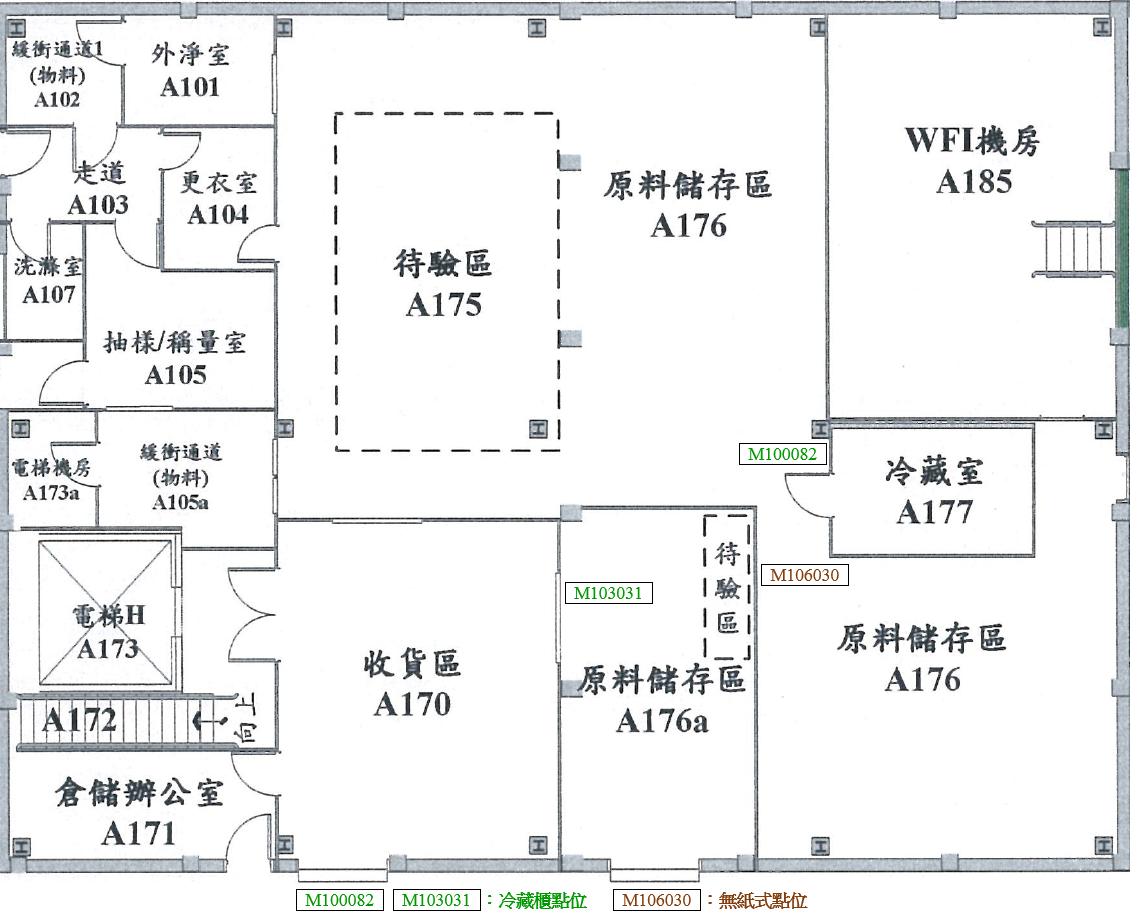 緩衝通道1
(物料)
A102
外淨室
A101
走道
A103
更衣室
A104
洗滌室
A107
抽樣/稱量室
A105
待驗區
A175
原料儲存區
A176
WFI機房
A185
電梯機房
A173a
緩衝通道
(物料)
A105a
M100082
冷藏室
A177
電梯H
A173
A172
向上
收貨區
A170
M103031
待驗區
M106030
原料儲存區
A176a
原料儲存區
A176
倉儲辦公室
A171
M100082 M103031：冷藏櫃點位 M106030：無紙式點位